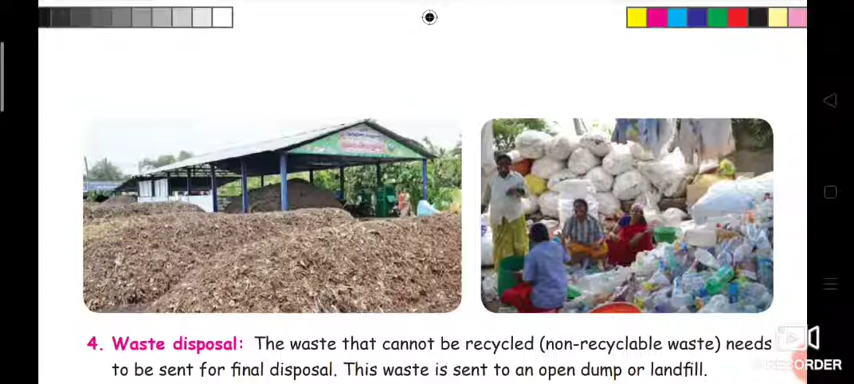 4. Waste disposal: The waste that cannot be recycled (non-recyclable waste) needs
to be sent for final disposal. This waste is sent to an open dump or landfill.
RECORDER